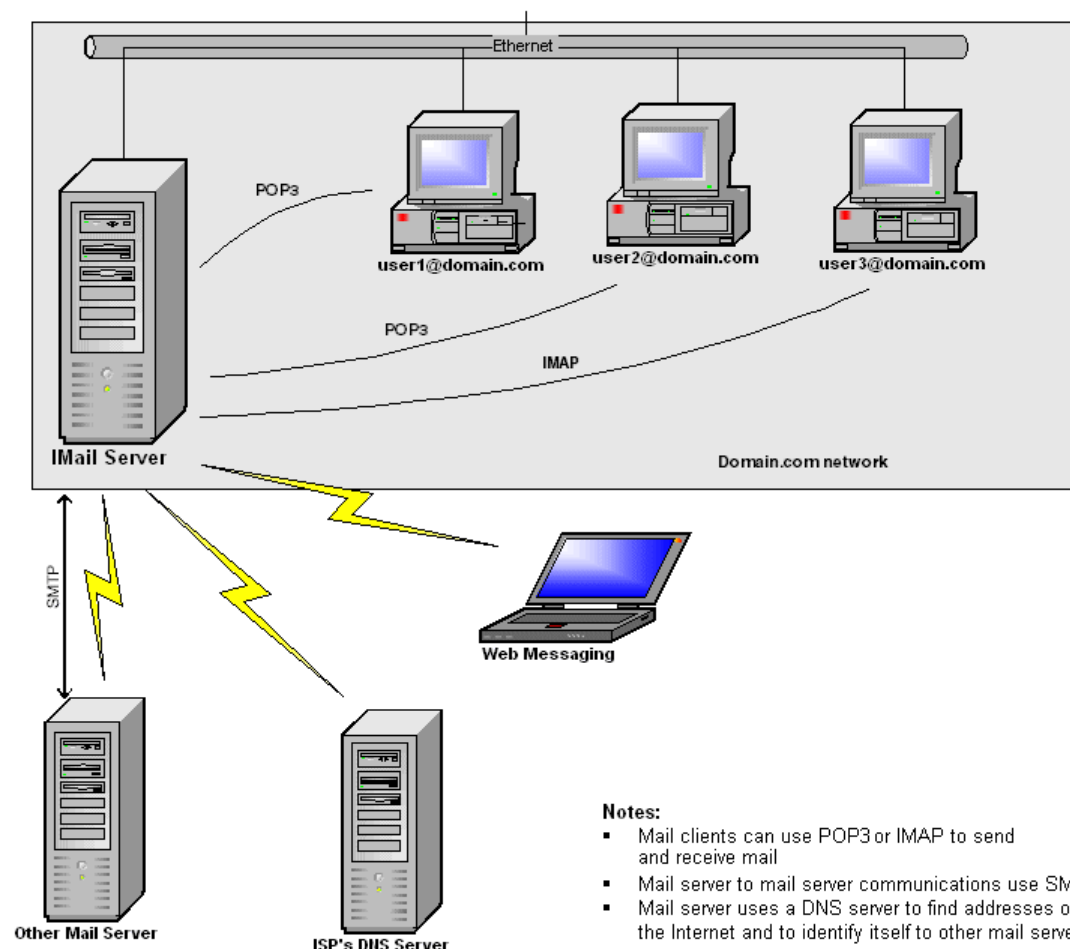 Ethernet
POP3
user1@domain.com
user2@domain.com
user3@domain.com
POP3
IMAP
IMail Server
Domain.com network
SMTP
Web Messaging
Other Mail Server
ISP's DNS Server
Notes:
▪ Mail clients can use POP3 or IMAP to send
and receive mail
▪ Mail server to mail server communications use SM
▪ Mail server uses a DNS server to find addresses o
the Internet and to identify itself to other mail serve